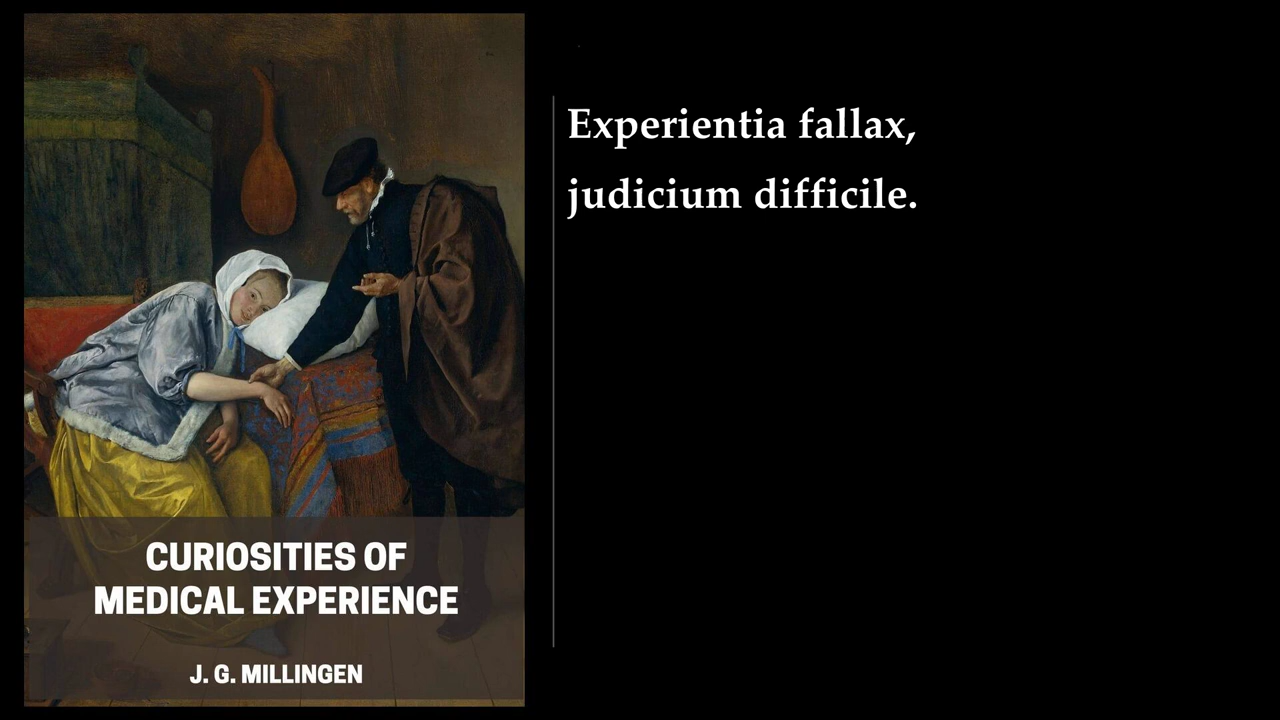 Experientia fallax,
judicium difficile.
CURIOSITIES OF
MEDICAL EXPERIENCE
J. G. MILLINGEN